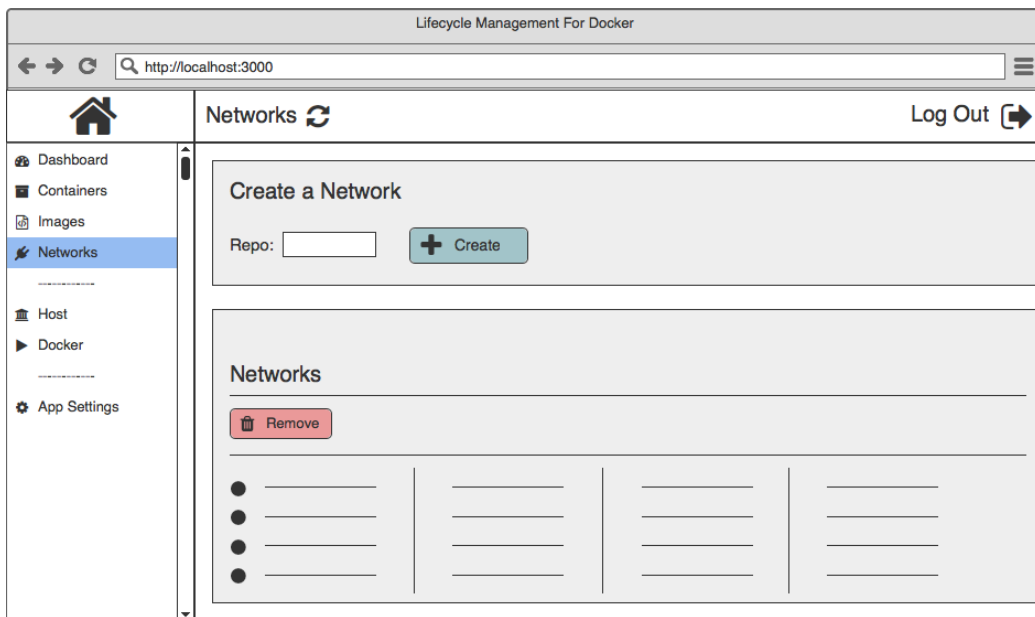 Lifecycle Management For Docker
http://localhost:3000
Networks
Log Out
Dashboard
Containers
Images
Networks
------------
Host
Docker
------------
App Settings
Create a Network
Repo:
Create
Networks
Remove